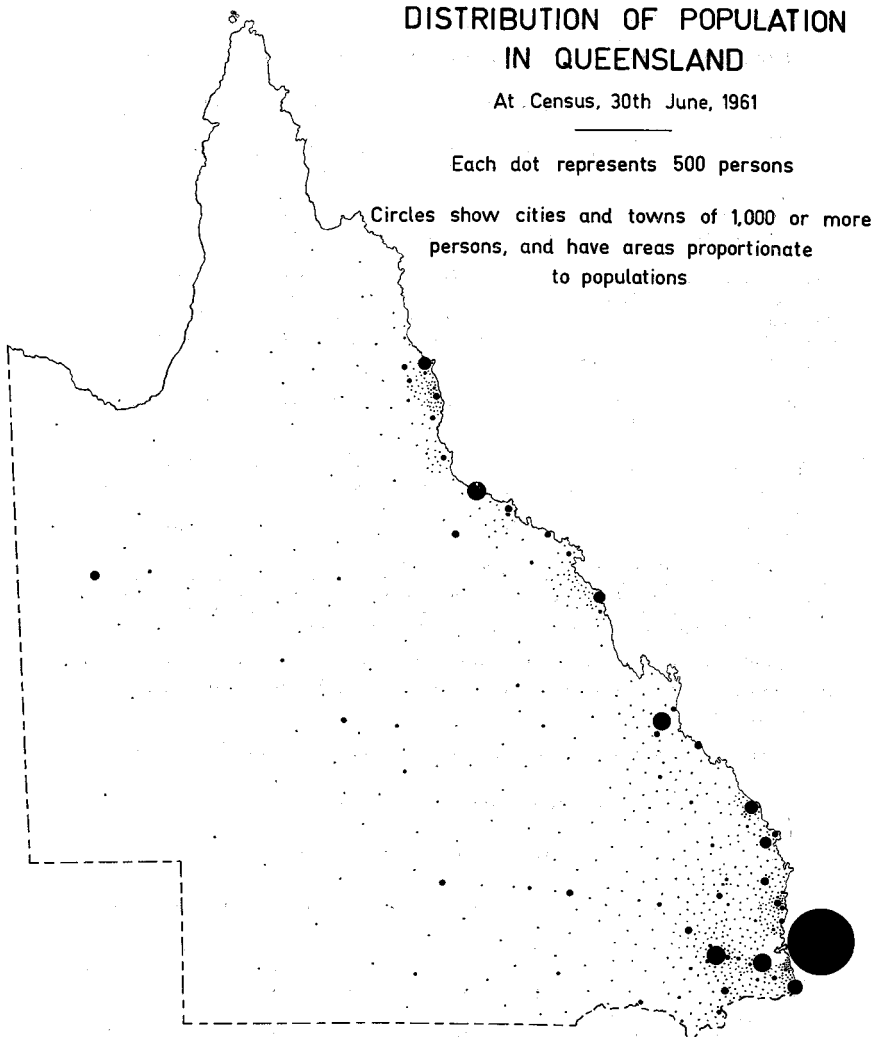 DISTRIBUTION OF POPULATION
IN QUEENSLAND
At Census, 30th June, 1961
Each dot represents 500 persons
Circles show cities and towns of 1,000 or more
persons, and have areas proportionate
to populations